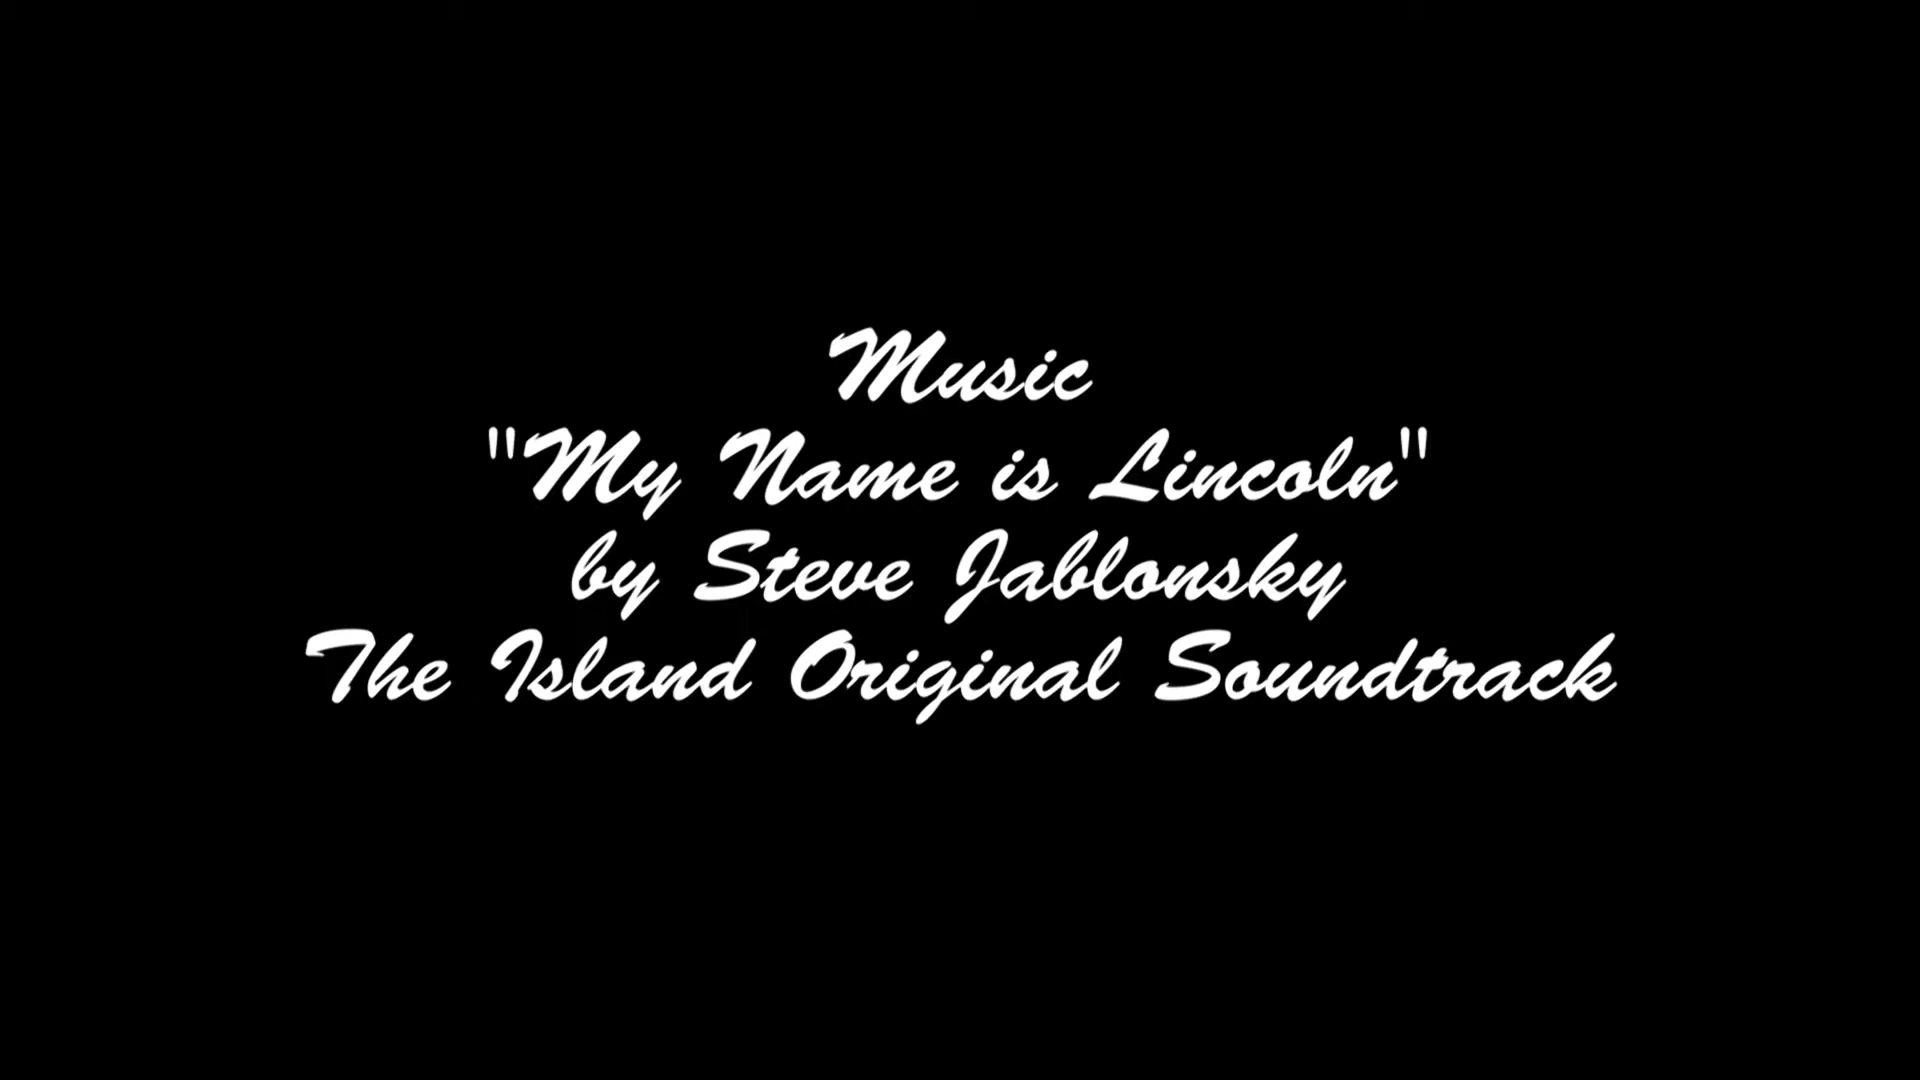 Music
"My Name is Lincoln"
by Steve Jablonsky
The Island Original Soundtrack